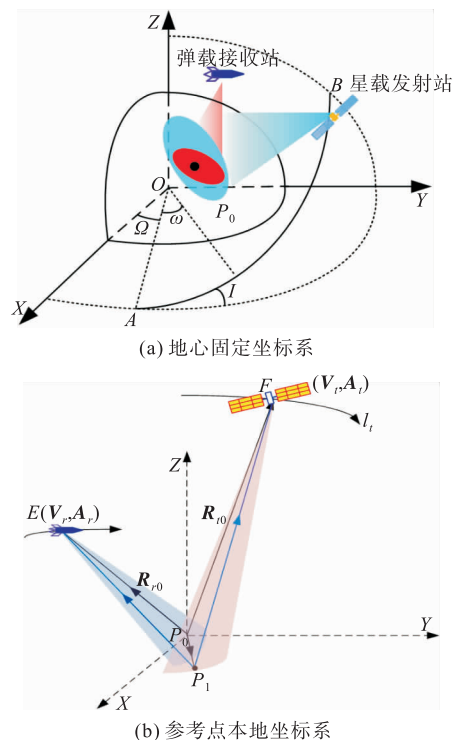 Z
弹载接收站
B 星载发射站
O
P0
Y
Ω
ω
X
I
A
(a) 地心固定坐标系
F
(Vt,At)
lt
Z
E(Vr,Ar)
Rt0
Rr0
P0
Y
P1
X
(b) 参考点本地坐标系